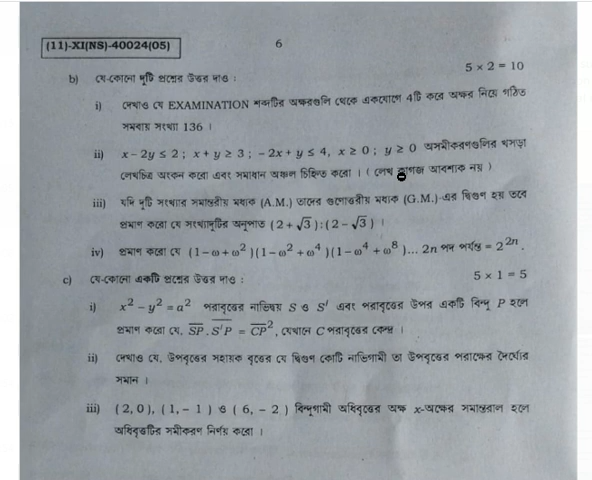 (11)-XI(NS)-40024(05) 6
5 × 2 = 10
b) যে-কোনো দুটি প্রশ্নের উত্তর দাও :
i) দেখাও যে EXAMINATION শব্দটির অক্ষরগুলি থেকে একযোগে 4টি করে অক্ষর নিয়ে গঠিত
সমবায় সংখ্যা 136 ।
ii) x – 2y ≤ 2 ; x + y ≥ 3 ; – 2x + y ≤ 4, x ≥ 0 ; y ≥ 0 অসমীকরণগুলির খসড়া
লেখচিত্র অংকন করো এবং সমাধান অঞ্চল চিহ্নিত করো । ( লেখ কাগজ আবশ্যক নয় )
iii) যদি দুটি সংখ্যার সমান্তরীয় মধ্যক (A.M.) তাদের গুণোত্তরীয় মধ্যক (G.M.)-এর দ্বিগুণ হয় তবে
প্রমাণ করো যে সংখ্যাদুটির অনুপাত (2 + √3) : (2 – √3) ।
iv) প্রমাণ করো যে (1 – ω + ω²)(1 – ω² + ω⁴)(1 – ω⁴ + ω⁸)... 2n পদ পর্যন্ত = 2²ⁿ.
c) যে-কোনো একটি প্রশ্নের উত্তর দাও : 5 × 1 = 5
i) x² – y² = a² পরাবৃত্তের নাভিদ্বয় S ও S′ এবং পরাবৃত্তের উপর একটি বিন্দু P হলে
প্রমাণ করো যে, S̅P̅ . S̅′P̅ = C̅P̅², যেখানে C পরাবৃত্তের কেন্দ্র ।
ii) দেখাও যে, উপবৃত্তের সহায়ক বৃত্তের যে দ্বিগুণ কোটি নাভিগামী তা উপবৃত্তের পরাক্ষের দৈর্ঘ্যের
সমান ।
iii) ( 2, 0 ), ( 1, – 1 ) ও ( 6, – 2 ) বিন্দুগামী অধিবৃত্তের অক্ষ x-অক্ষের সমান্তরাল হলে
অধিবৃত্তটির সমীকরণ নির্ণয় করো ।